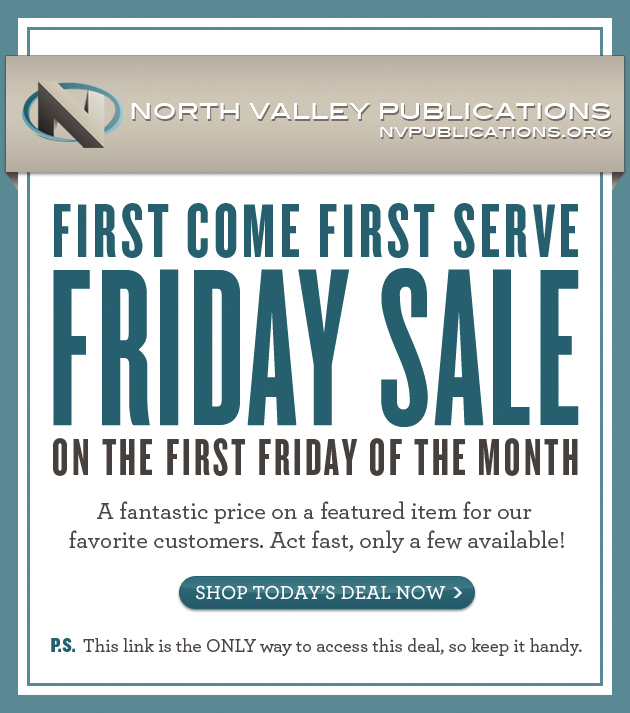 NORTH VALLEY PUBLICATIONS
NVPUBLICATIONS.ORG
FIRST COME FIRST SERVE
FRIDAY SALE
ON THE FIRST FRIDAY OF THE MONTH
A fantastic price on a featured item for our
favorite customers. Act fast, only a few available!
SHOP TODAY'S DEAL NOW >
P.S. This link is the ONLY way to access this deal, so keep it handy.